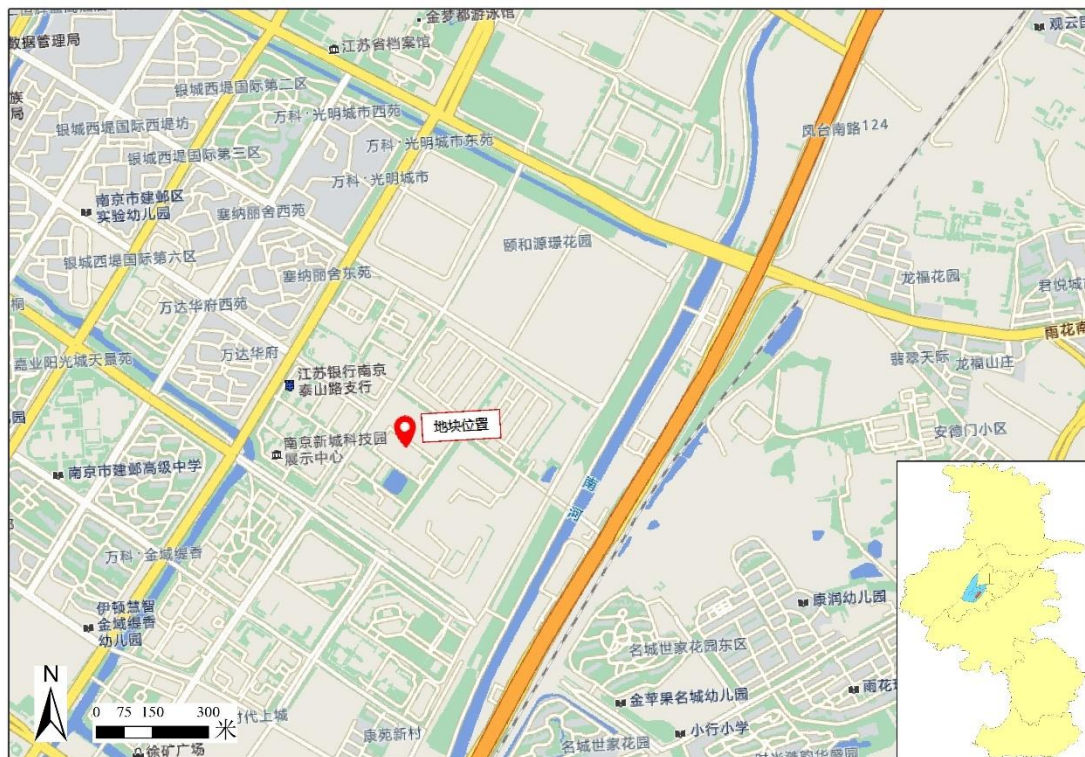 金梦都游泳馆
数据管理局
江苏省档案馆
观云
银城西堤国际第二区
族
局
万科·光明城市西苑
银城西堤国际西堤坊
万科·光明城市东苑
凤台南路124
银城西堤国际第三区
万科·光明城市
南京市建邺区
实验幼儿园
塞纳丽舍西苑
颐和源璟花园
银城西堤国际第六区
塞纳丽舍东苑
龙福花园
君悦城市
桐
万达华府西苑
雨花南
嘉业阳光城天景苑
万达华府
翡翠天际
龙福山庄
江苏银行南京
泰山路支行
花园
地块位置
安德门小区
南京新城科技园
展示中心
南京市建邺高级中学
南
河
万科·金域缇香
康润幼儿园
伊顿慧智
金域缇香
幼儿园
名城世家花园东区
N
金苹果名城幼儿园
雨花
0 75 150 300
米
时代上城
康苑新村
小行小学
徐矿广场
名城世家花园